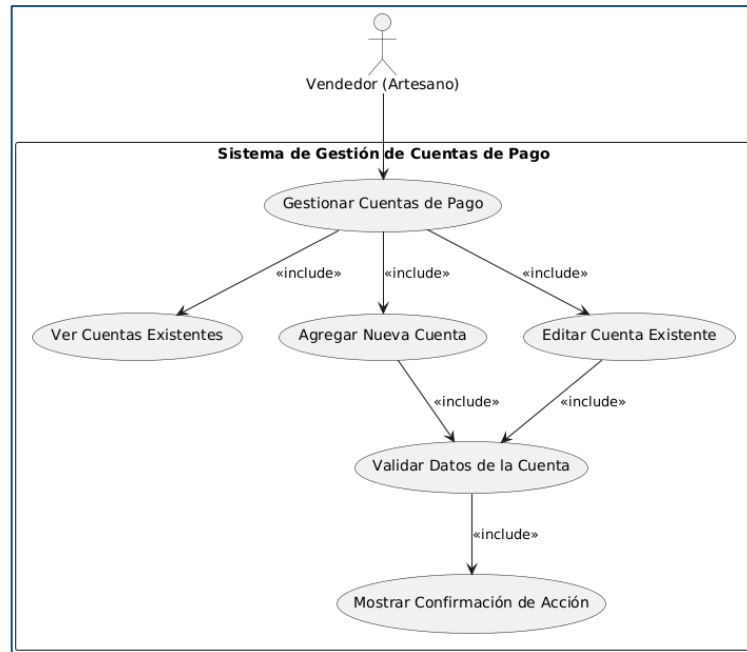 Vendedor (Artesano)
Sistema de Gestión de Cuentas de Pago
Gestionar Cuentas de Pago
«include»
«include»
«include»
Ver Cuentas Existentes
Agregar Nueva Cuenta
Editar Cuenta Existente
«include»
«include»
Validar Datos de la Cuenta
«include»
Mostrar Confirmación de Acción